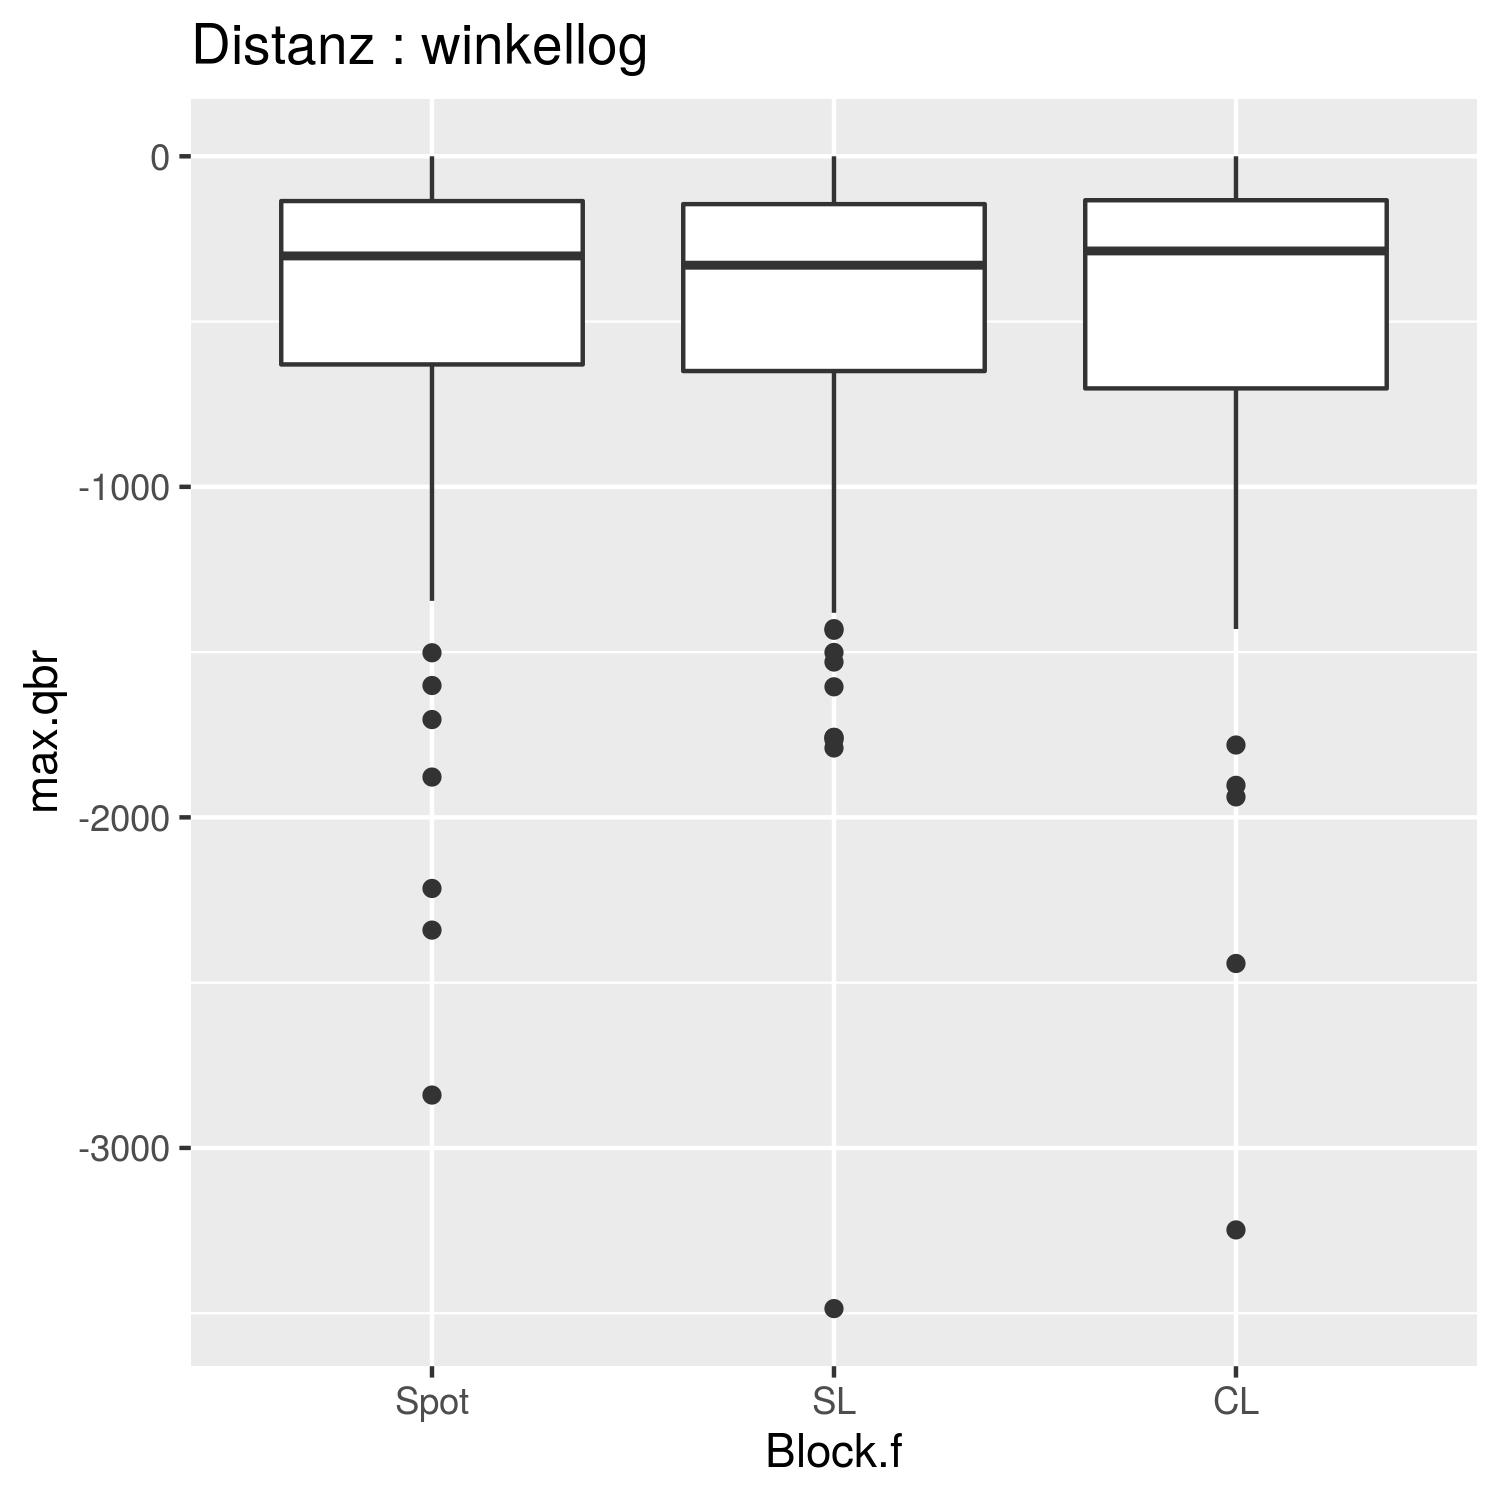 Distanz : winkellog
0
-1000
-2000
-3000
max.qbr
Spot SL CL
Block.f